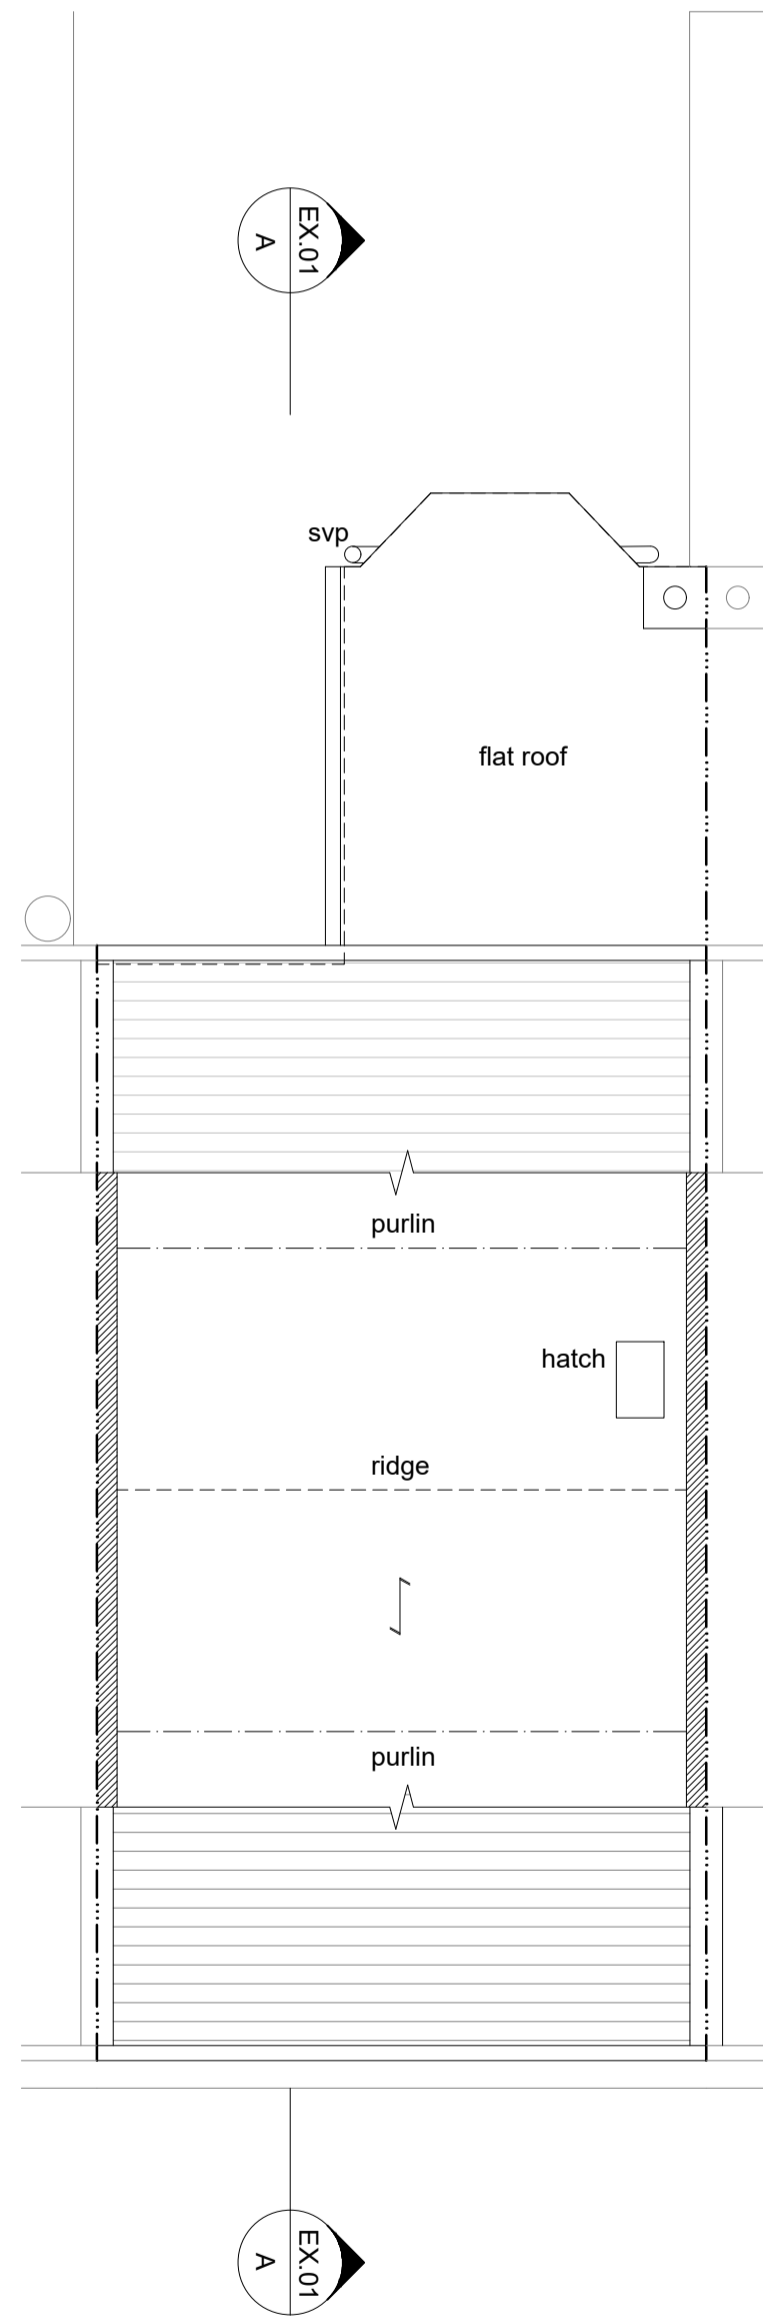 EX.01
A
svp
flat roof
purlin
hatch
ridge
purlin
EX.01
A